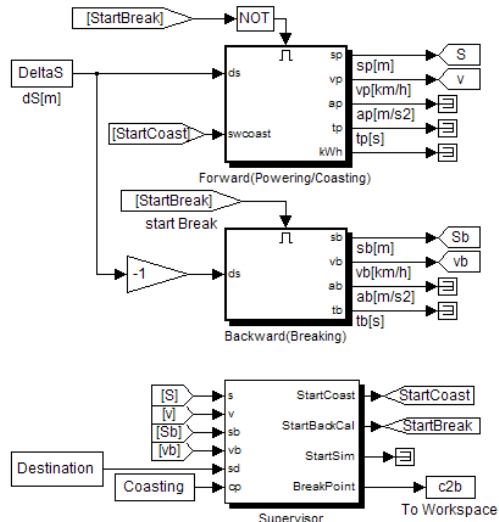 [StartBreak]
NOT
DeltaS
dS[m]
ds
[StartCoast]
swcoast
sp
vp
ap
tp
kWh
sp[m]
vp[km/h]
ap[m/s2]
tp[s]
S
v
Forward(Powering/Coasting)
[StartBreak]
start Break
-1
ds
sb
vb
ab
tb
sb[m]
vb[km/h]
ab[m/s2]
tb[s]
Sb
vb
Backward(Breaking)
[S]
[v]
[Sb]
[vb]
Destination
Coasting
s
v
sb
vb
sd
cp
StartCoast
StartBackCal
StartSim
BreakPoint
StartCoast
StartBreak
c2b
To Workspace
Supervisor